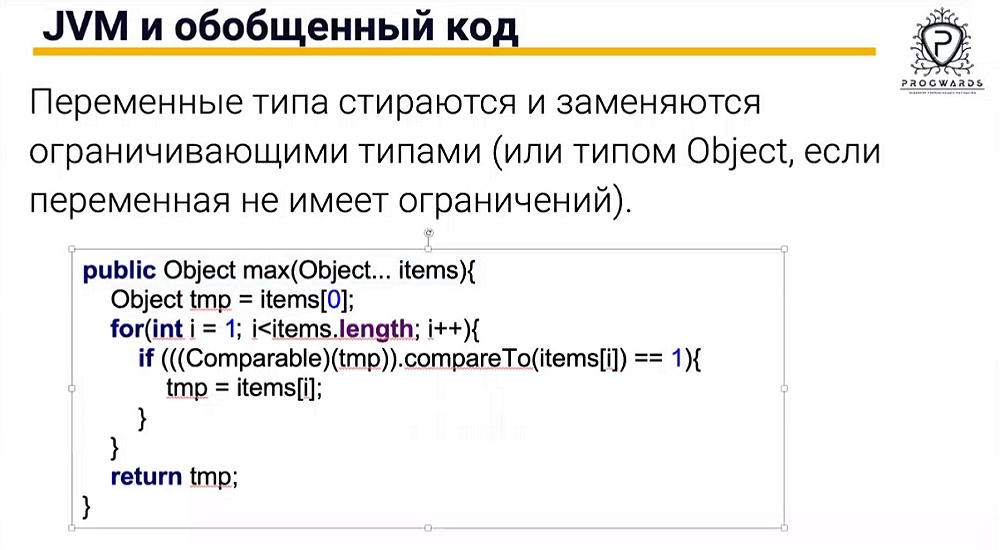 JVM и обобщенный код
PROGWARDS
Переменные типа стираются и заменяются
ограничивающими типами (или типом Object, если
переменная не имеет ограничений).
public Object max(Object... items){
Object tmp = items[0];
for(int i = 1; i<items.length; i++){
if (((Comparable)(tmp)).compareTo(items[i]) == 1){
tmp = items[i];
}
}
return tmp;
}